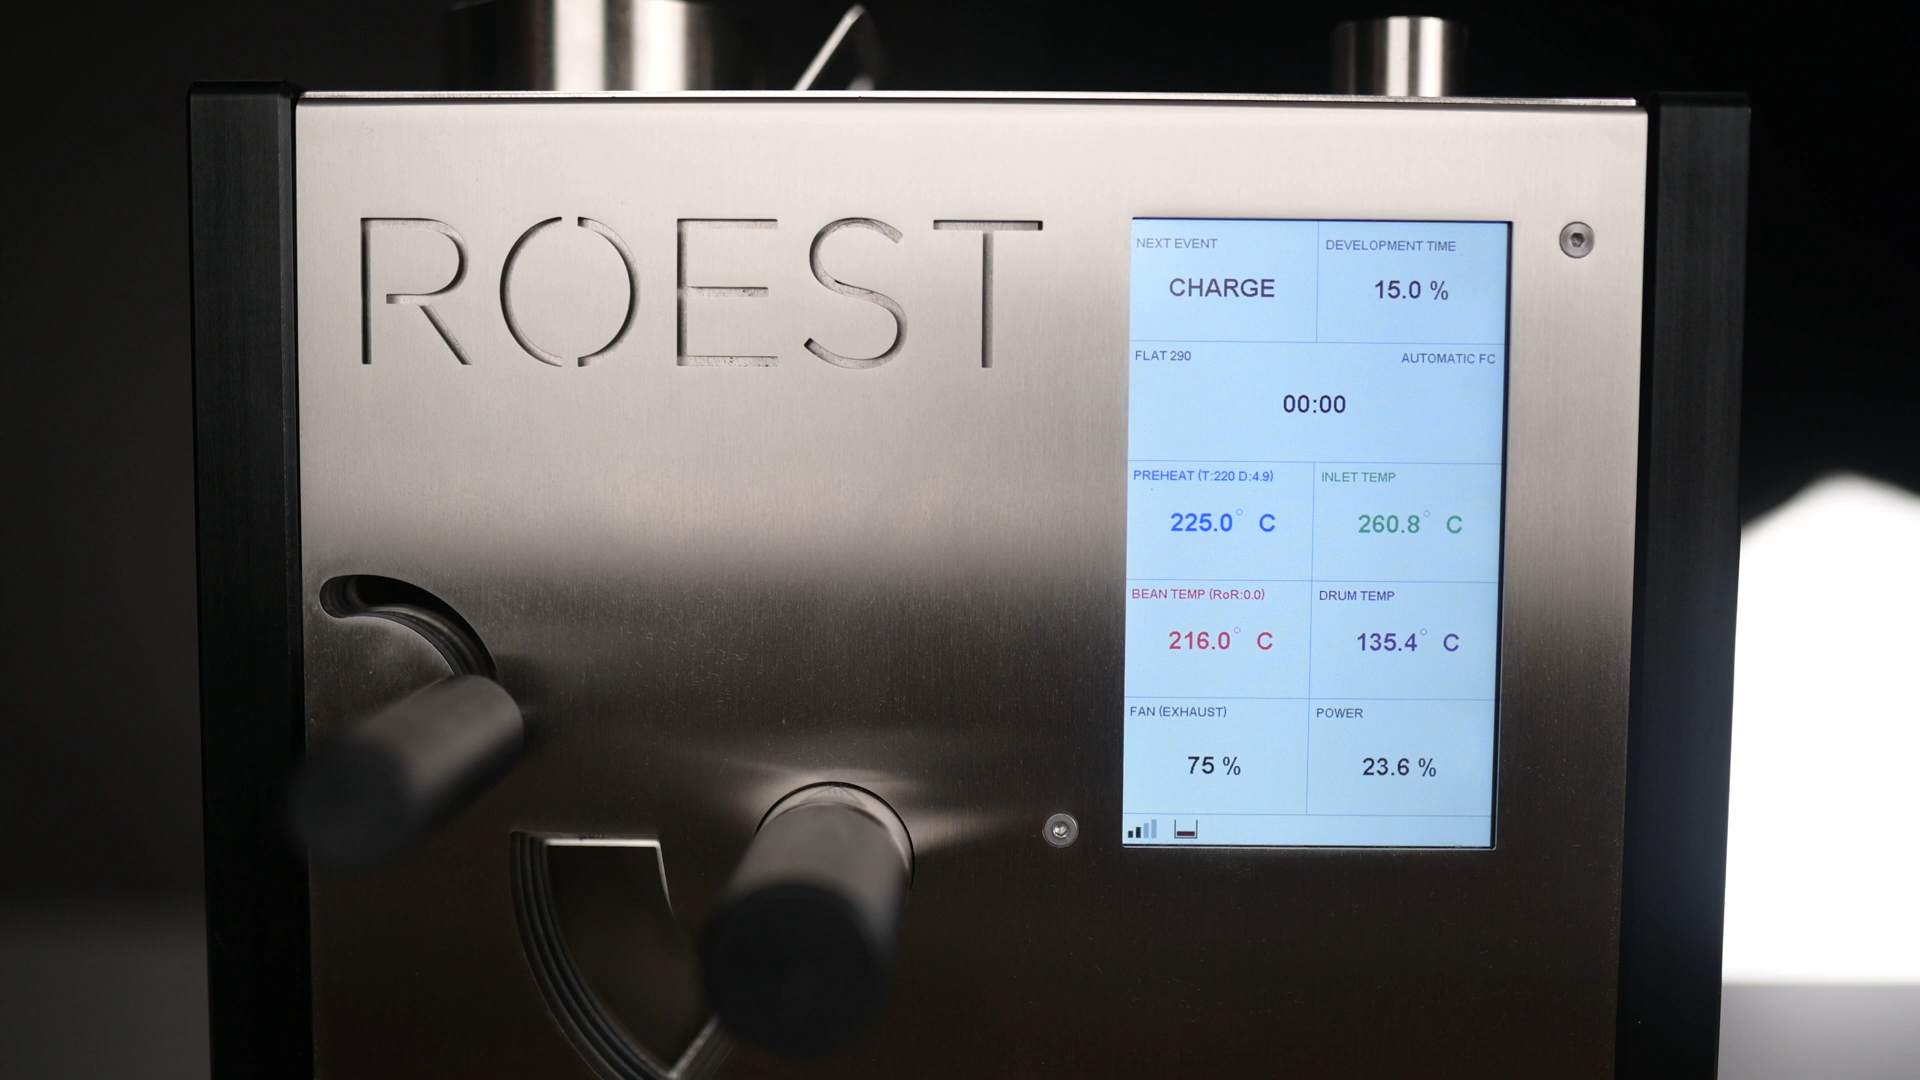 ROEST
NEXT EVENT
CHARGE
DEVELOPMENT TIME
15.0 %
FLAT 290
AUTOMATIC FC
00:00
PREHEAT (T:220 D:4.9)
225.0° C
INLET TEMP
260.8° C
BEAN TEMP (RoR:0.0)
216.0° C
DRUM TEMP
135.4° C
FAN (EXHAUST)
75 %
POWER
23.6 %